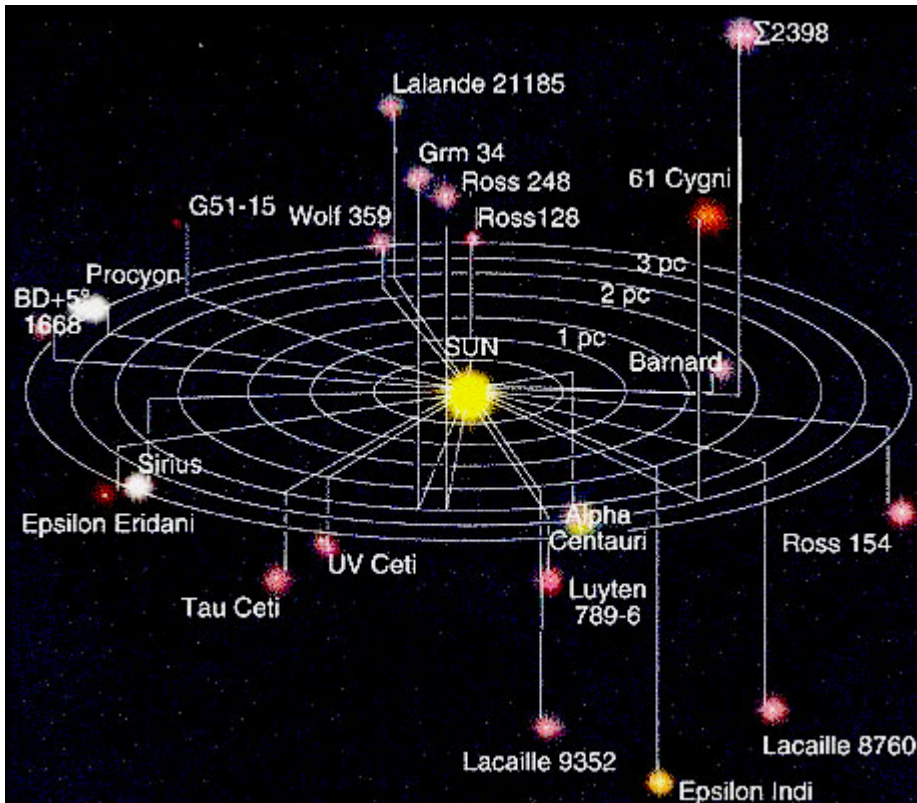 Σ2398
Lalande 21185
Grm 34
Ross 248
61 Cygni
G51-15
Wolf 359
Ross128
3 pc
Procyon
2 pc
BD+5°
1668
1 pc
SUN
Barnard
Sirius
Epsilon Eridani
Alpha
Centauri
Ross 154
UV Ceti
Tau Ceti
Luyten
789-6
Lacaille 9352
Lacaille 8760
Epsilon Indi